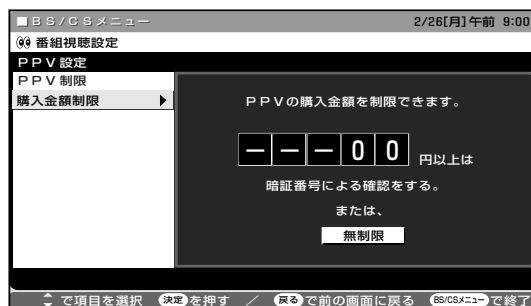 ■BS/CSメニュー 2/26[月]午前 9:00
番組視聴設定
PPV設定
PPV制限
購入金額制限 ▶
PPVの購入金額を制限できます。
ーーー00 円以上は
暗証番号による確認をする。
または、
無制限
で項目を選択 決定を押す / 戻るで前の画面に戻る BS/CSメニューで終了